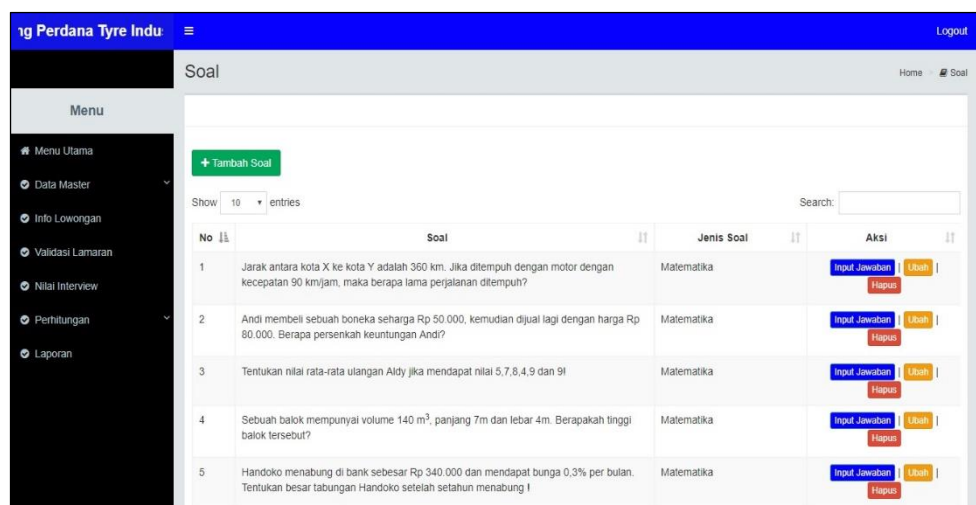 ng Perdana Tyre Indu
Logout
Soal
Home
Soal
Menu
Menu Utama
Data Master
Info Lowongan
Validasi Lamaran
Nilai Interview
Perhitungan
Laporan
+ Tambah Soal
Show 10 entries
Search:
No Soal Jenis Soal Aksi
1 Jarak antara kota X ke kota Y adalah 360 km. Jika ditempuh dengan motor dengan Matematika Input Jawaban | Ubah |
kecepatan 90 km/jam, maka berapa lama perjalanan ditempuh? Hapus
2 Andi membeli sebuah boneka seharga Rp 50.000, kemudian dijual lagi dengan harga Rp Matematika Input Jawaban | Ubah |
80.000. Berapa persenkah keuntungan Andi? Hapus
3 Tentukan nilai rata-rata ulangan Aldy jika mendapat nilai 5,7,8,4,9 dan 9! Matematika Input Jawaban | Ubah |
Hapus
4 Sebuah balok mempunyai volume 140 m³, panjang 7m dan lebar 4m. Berapakah tinggi Matematika Input Jawaban | Ubah |
balok tersebut? Hapus
5 Handoko menabung di bank sebesar Rp 340.000 dan mendapat bunga 0,3% per bulan. Matematika Input Jawaban | Ubah |
Tentukan besar tabungan Handoko setelah setahun menabung ! Hapus